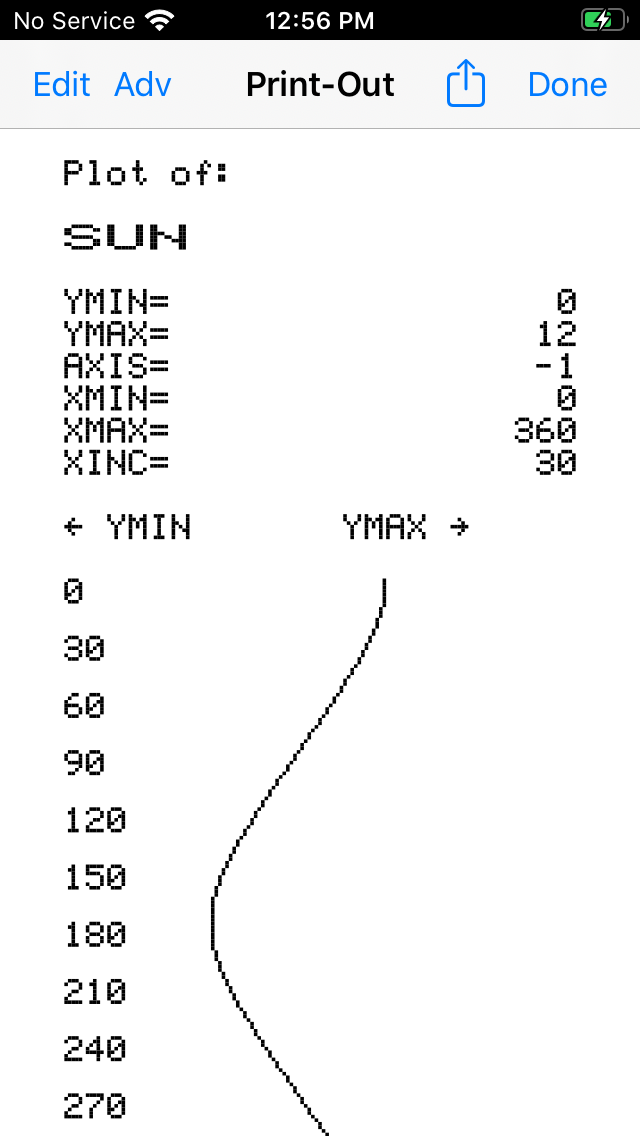 No Service 12:56 PM
Edit Adv Print-Out Done
Plot of:
SUN
YMIN= 0
YMAX= 12
AXIS= -1
XMIN= 0
XMAX= 360
XINC= 30
← YMIN YMAX →
0
30
60
90
120
150
180
210
240
270